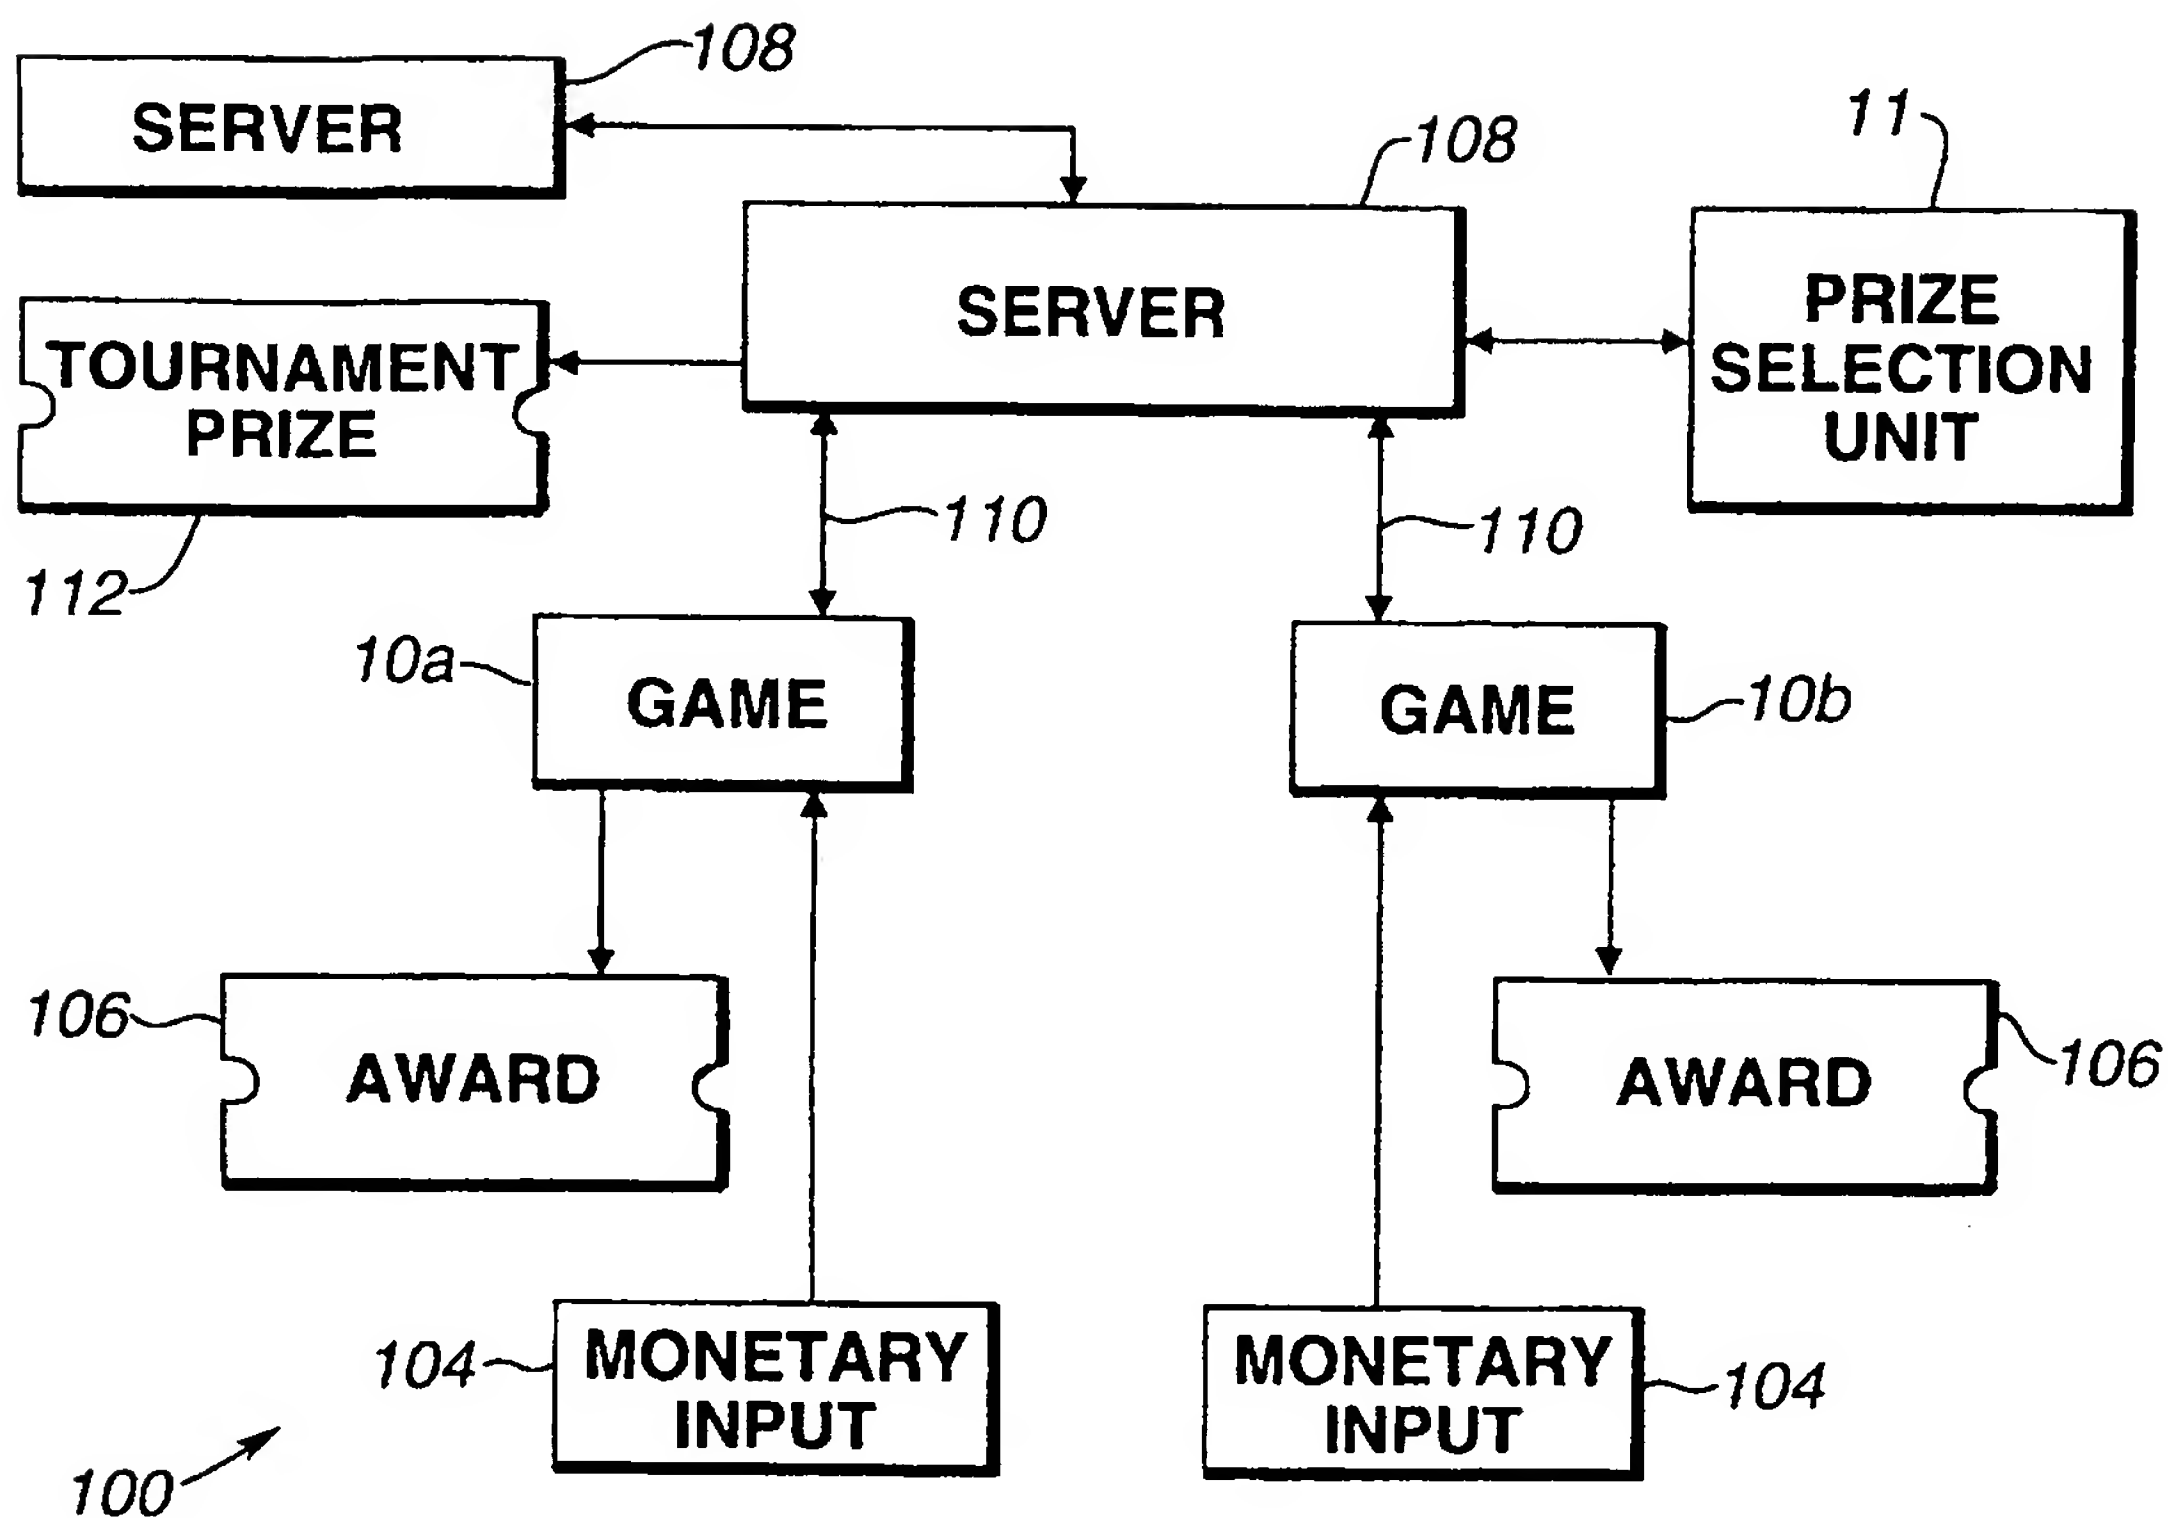 108
SERVER
108
11
SERVER
PRIZE
SELECTION
UNIT
TOURNAMENT
PRIZE
112
110
110
10a
GAME
GAME
10b
106
AWARD
AWARD
106
104
MONETARY
INPUT
MONETARY
INPUT
104
100